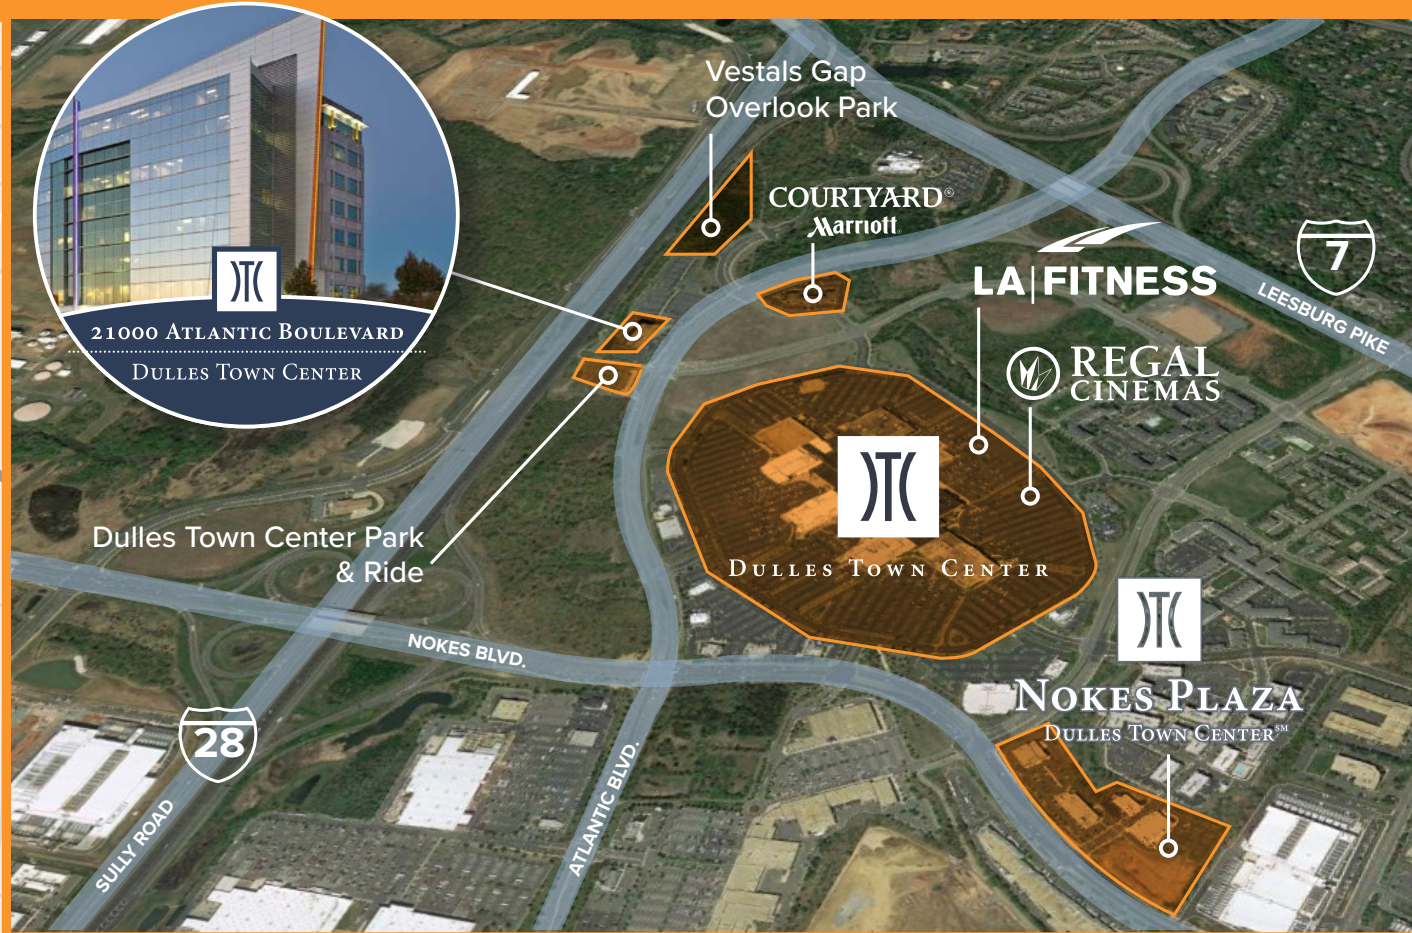 Vestals Gap
Overlook Park
COURTYARD®
Marriott
LA|FITNESS
7
LEESBURG PIKE
REGAL
CINEMAS
21000 ATLANTIC BOULEVARD
DULLES TOWN CENTER
DTC
DULLES TOWN CENTER
Dulles Town Center Park
& Ride
NOKES BLVD.
NOKES PLAZA
DULLES TOWN CENTER℠
28
SULLY ROAD
ATLANTIC BLVD.